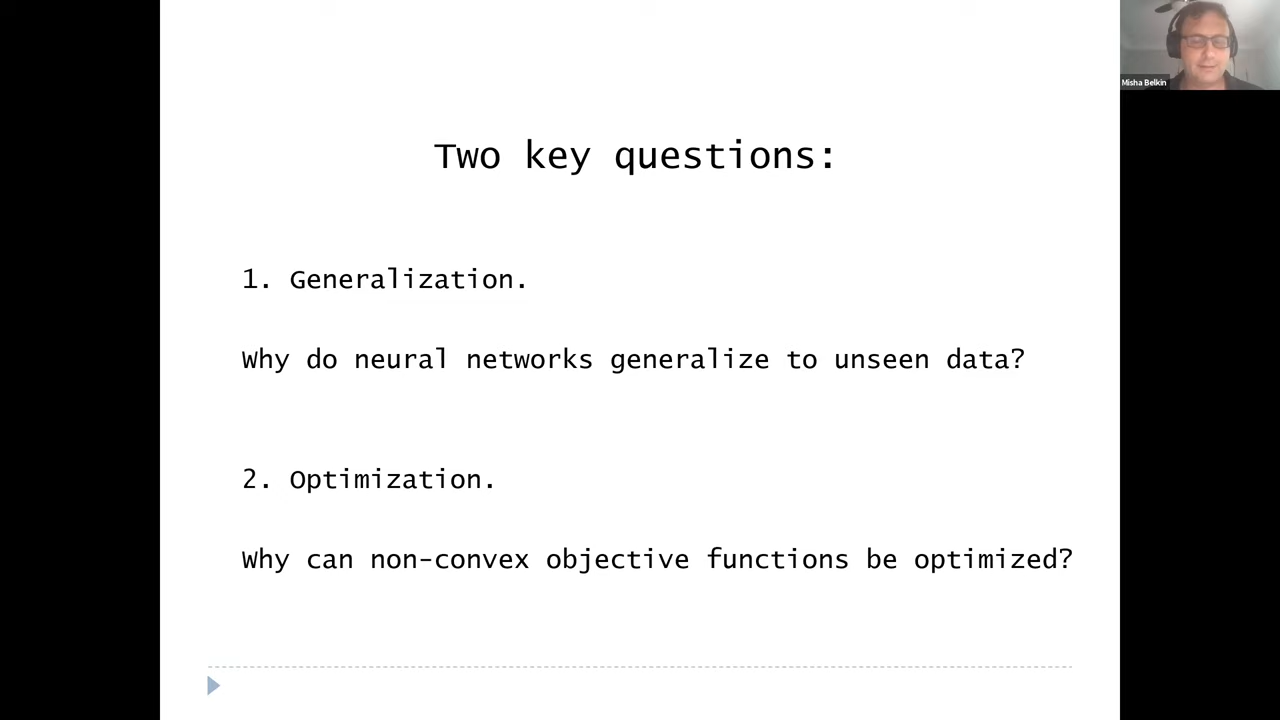 Two key questions:
1. Generalization.
Why do neural networks generalize to unseen data?
2. Optimization.
Why can non-convex objective functions be optimized?
Misha Belkin